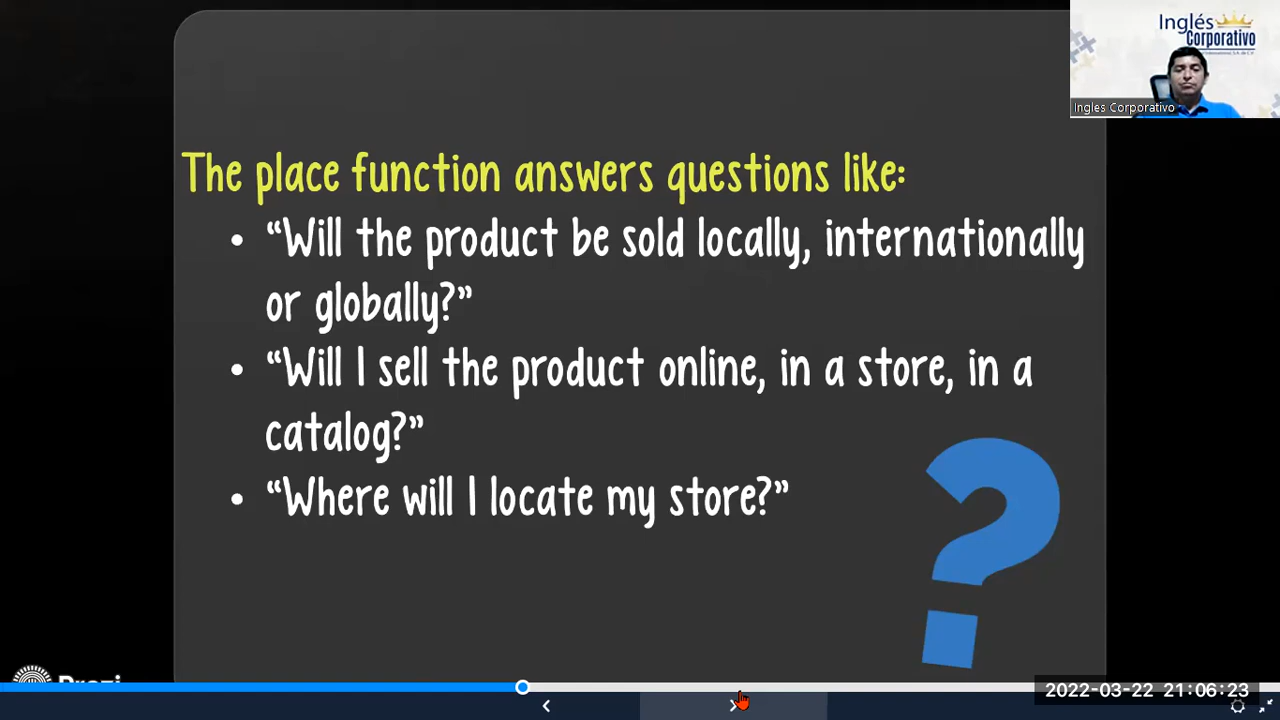 Inglés
Corporativo
Ingles Corporativo
The place function answers questions like:
• “Will the product be sold locally, internationally
or globally?”
• “Will I sell the product online, in a store, in a
catalog?”
• “Where will I locate my store?”
Prezi
2022-03-22 21:06:23